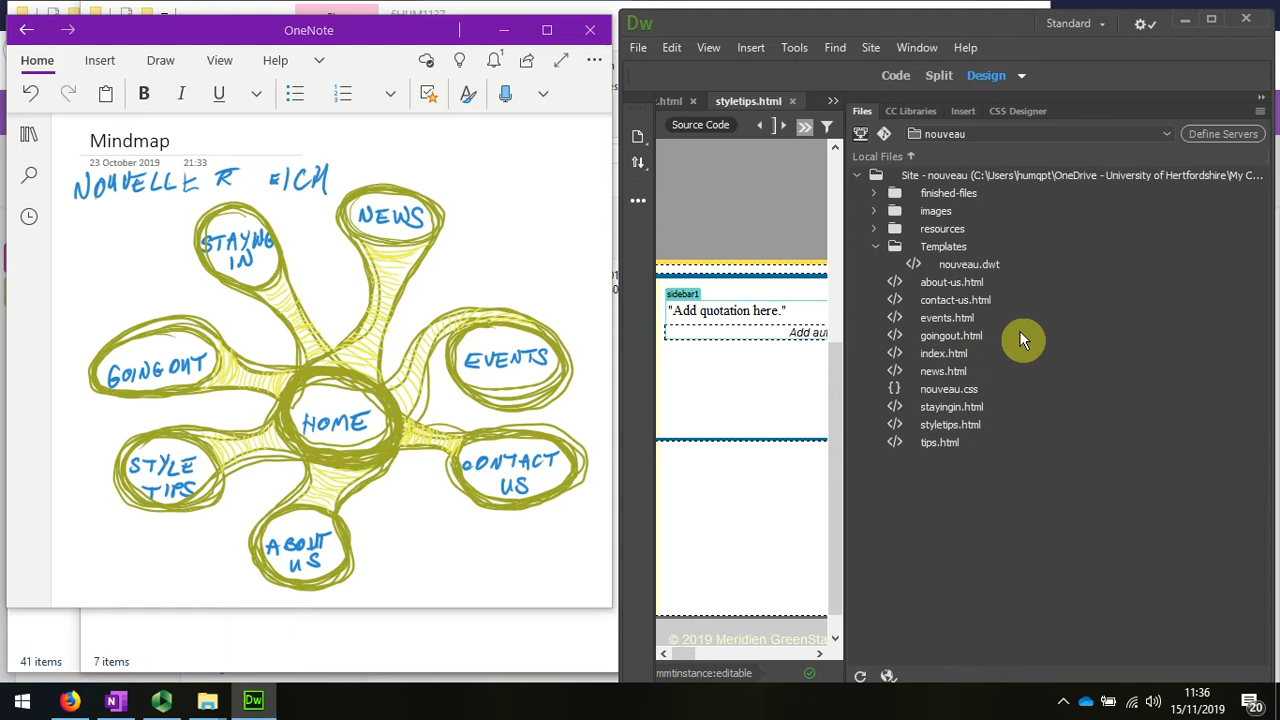 OneNote
Home Insert Draw View Help
Mindmap
23 October 2019 21:33
NOUVELLE
NEWS
STAYING
IN
GOING OUT
EVENTS
HOME
STYLE
TIPS
CONTACT
US
ABOUT
US
41 items
7 items
Dw
Standard
File Edit View Insert Tools Find Site Window Help
Code Split Design
.html styletips.html
Source Code
sidebar1
"Add quotation here."
© 2019 Meridien GreenSta
mmtinstance:editable
Files CC Libraries Insert CSS Designer
nouveau Define Servers
Local Files
Site - nouveau (C:\Users\humqpt\OneDrive - University of Hertfordshire\My C...
finished-files
images
resources
Templates
nouveau.dwt
about-us.html
contact-us.html
events.html
goingout.html
index.html
news.html
nouveau.css
stayingin.html
styletips.html
tips.html
Dw
11:36
15/11/2019
20